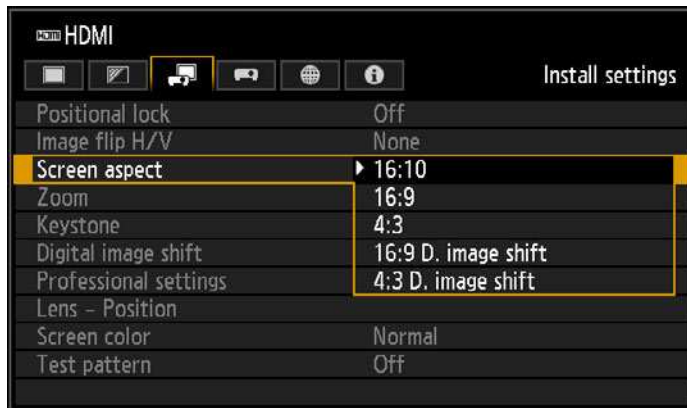 HDMI HDMI
Install settings
Positional lock Off
Image flip H/V None
Screen aspect 16:10
Zoom 16:9
Keystone 4:3
Digital image shift 16:9 D. image shift
Professional settings 4:3 D. image shift
Lens – Position
Screen color Normal
Test pattern Off